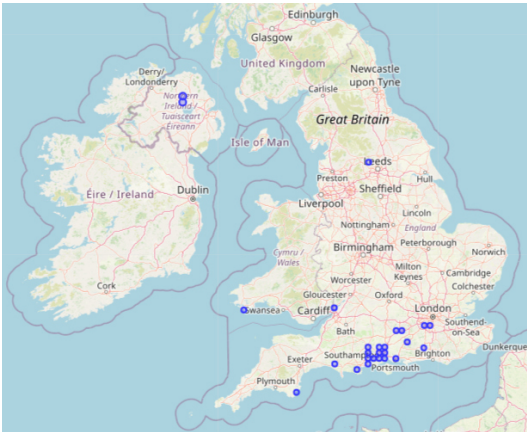 Edinburgh
Glasgow
United Kingdom
Derry/
Londonderry
Newcastle
upon Tyne
Carlisle
Northern
Ireland /
Tuaisceart
Éireann
Great Britain
Isle of Man
Leeds
Preston
Hull
Éire / Ireland
Dublin
Sheffield
Liverpool
Lincoln
Nottingham
England
Birmingham
Peterborough
Norwich
Cymru /
Wales
Worcester
Milton
Keynes
Cambridge
Colchester
Cork
Gloucester
Oxford
Swansea
Cardiff
London
Southend-
on-Sea
Bath
Dunkerque
Exeter
Southampton
Brighton
Portsmouth
Plymouth